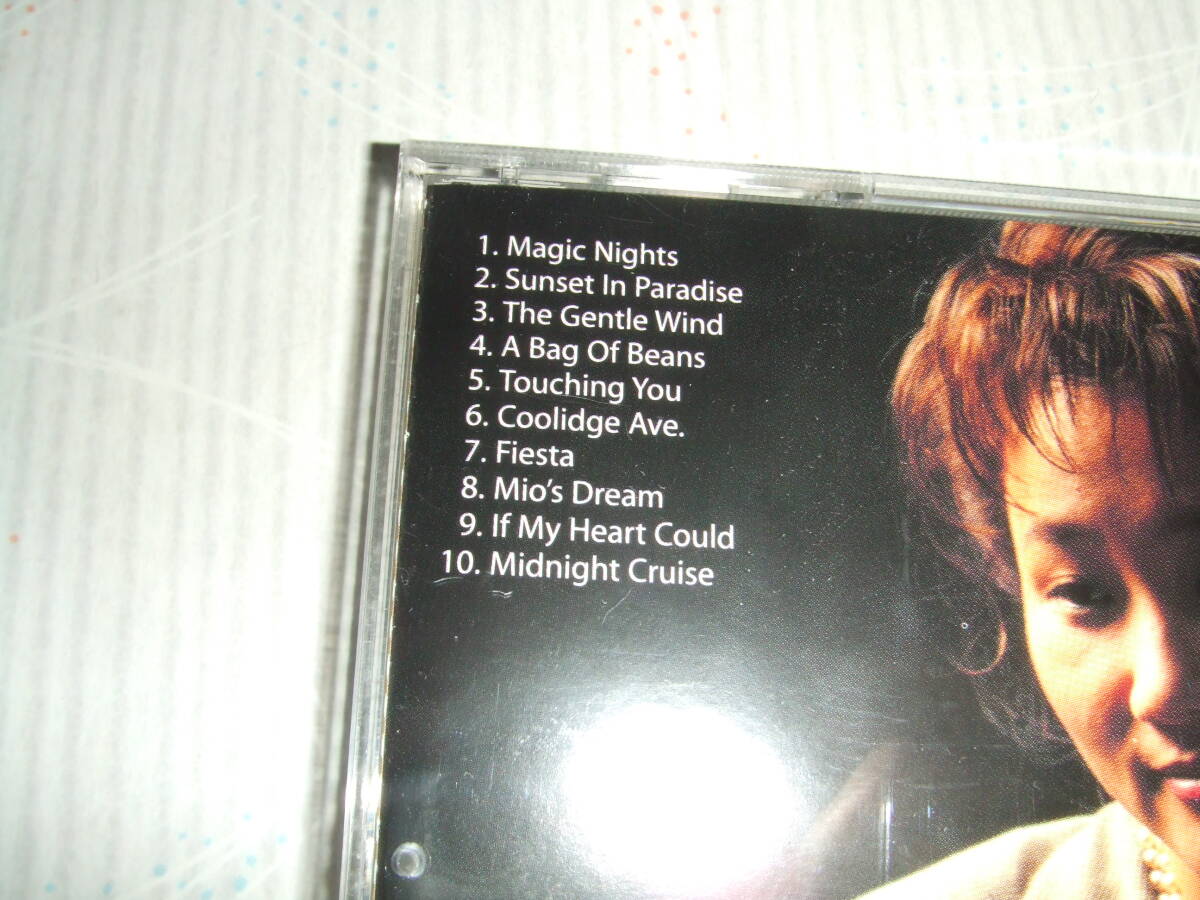 1. Magic Nights
2. Sunset In Paradise
3. The Gentle Wind
4. A Bag Of Beans
5. Touching You
6. Coolidge Ave.
7. Fiesta
8. Mio's Dream
9. If My Heart Could
10. Midnight Cruise